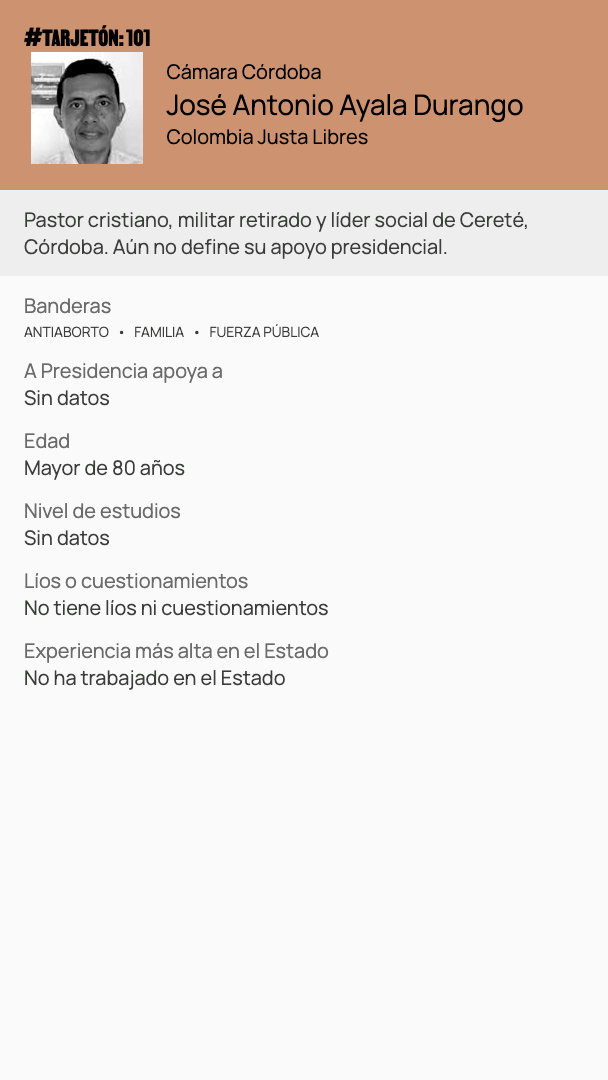 #TARJETÓN: 101
Cámara Córdoba
José Antonio Ayala Durango
Colombia Justa Libres
Pastor cristiano, militar retirado y líder social de Cereté,
Córdoba. Aún no define su apoyo presidencial.
Banderas
ANTIABORTO • FAMILIA • FUERZA PÚBLICA
A Presidencia apoya a
Sin datos
Edad
Mayor de 80 años
Nivel de estudios
Sin datos
Líos o cuestionamientos
No tiene líos ni cuestionamientos
Experiencia más alta en el Estado
No ha trabajado en el Estado